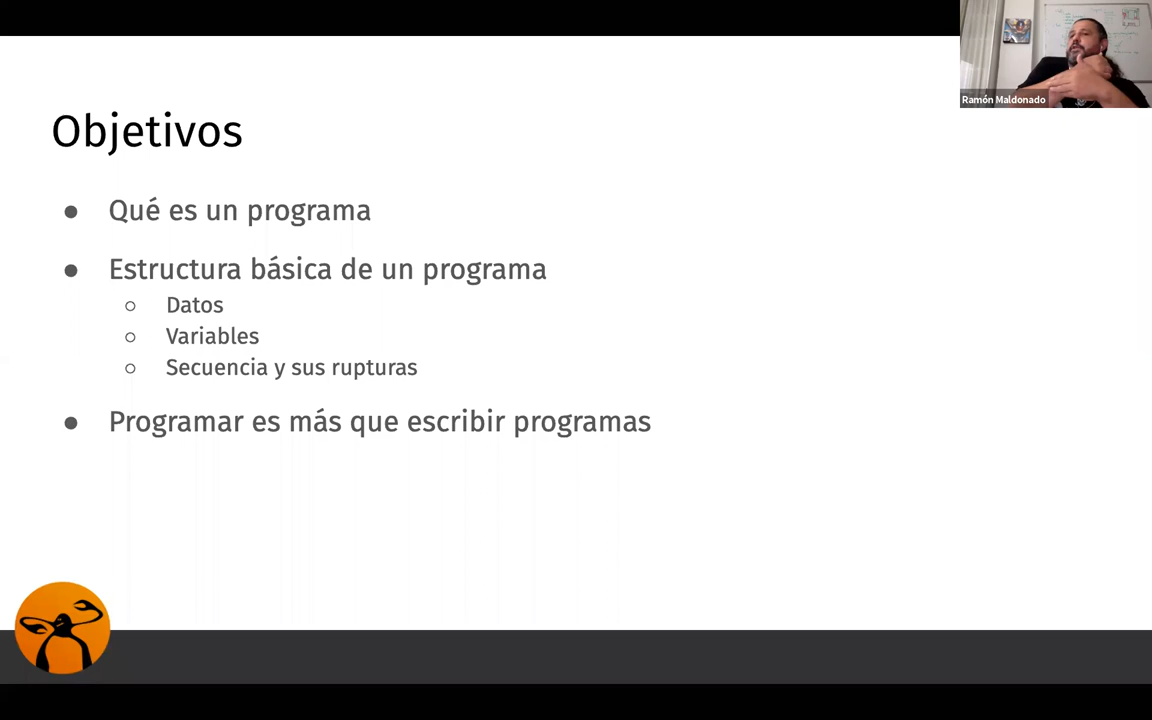 Ramón Maldonado
Objetivos
● Qué es un programa
● Estructura básica de un programa
○ Datos
○ Variables
○ Secuencia y sus rupturas
● Programar es más que escribir programas